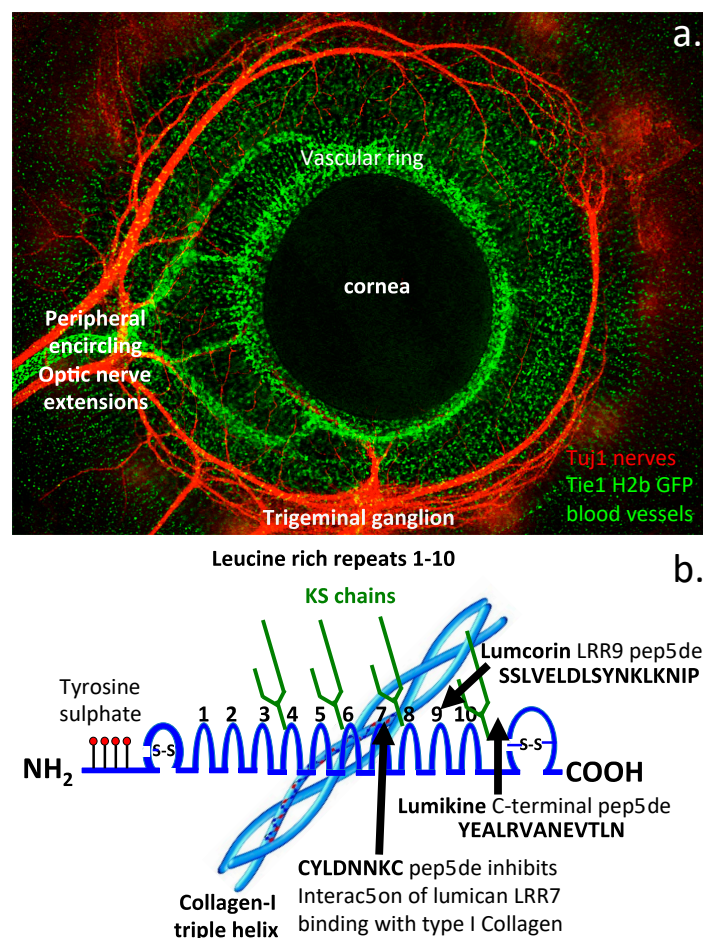 a.
Vascular ring
cornea
Peripheral
encircling
Optic nerve
extensions
Tuj1 nerves
Tie1 H2b GFP
blood vessels
Trigeminal ganglion
b.
Leucine rich repeats 1-10
KS chains
Lumcorin LRR9 pep5de
SSLVELDLSYNKLKNIP
Tyrosine
sulphate
1 2 3 4 5 6 7 8 9 10
S-S
S-S
NH2
COOH
Lumikine C-terminal pep5de
YEALRVANEVTLN
CYLDNNKC pep5de inhibits
Interac5on of lumican LRR7
binding with type I Collagen
Collagen-I
triple helix